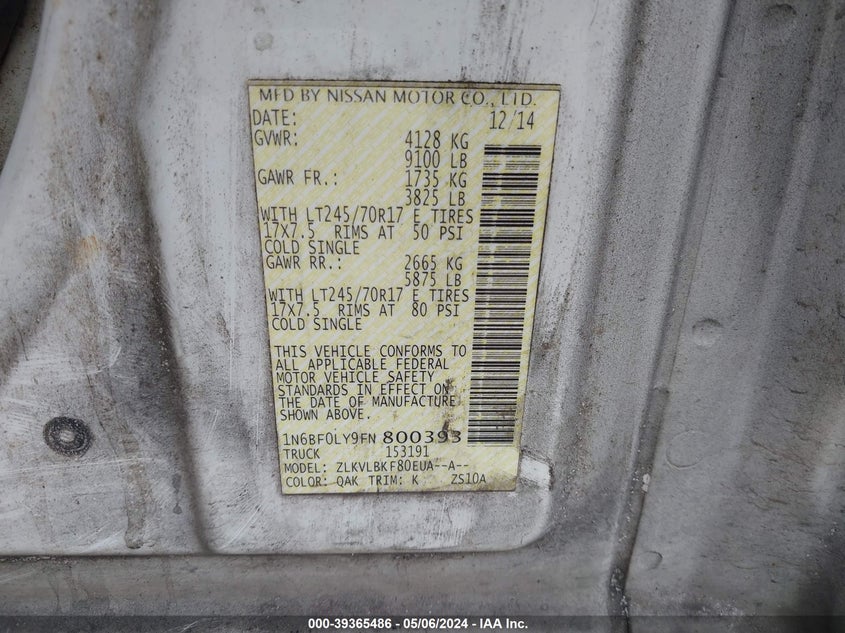 MFD BY NISSAN MOTOR CO., LTD.
DATE: 12/14
GVWR: 4128 KG
9100 LB
GAWR FR.: 1735 KG
3825 LB
WITH LT245/70R17 E TIRES
17X7.5 RIMS AT 50 PSI
COLD SINGLE
GAWR RR.: 2665 KG
5875 LB
WITH LT245/70R17 E TIRES
17X7.5 RIMS AT 80 PSI
COLD SINGLE
THIS VEHICLE CONFORMS TO
ALL APPLICABLE FEDERAL
MOTOR VEHICLE SAFETY
STANDARDS IN EFFECT ON
THE DATE OF MANUFACTURE
SHOWN ABOVE.
1N6BF0LY9FN 800393
TRUCK 153191
MODEL: ZLKVLBKF80EUA--A--
COLOR: QAK TRIM: K ZS10A
000-39365486 - 05/06/2024 - IAA Inc.